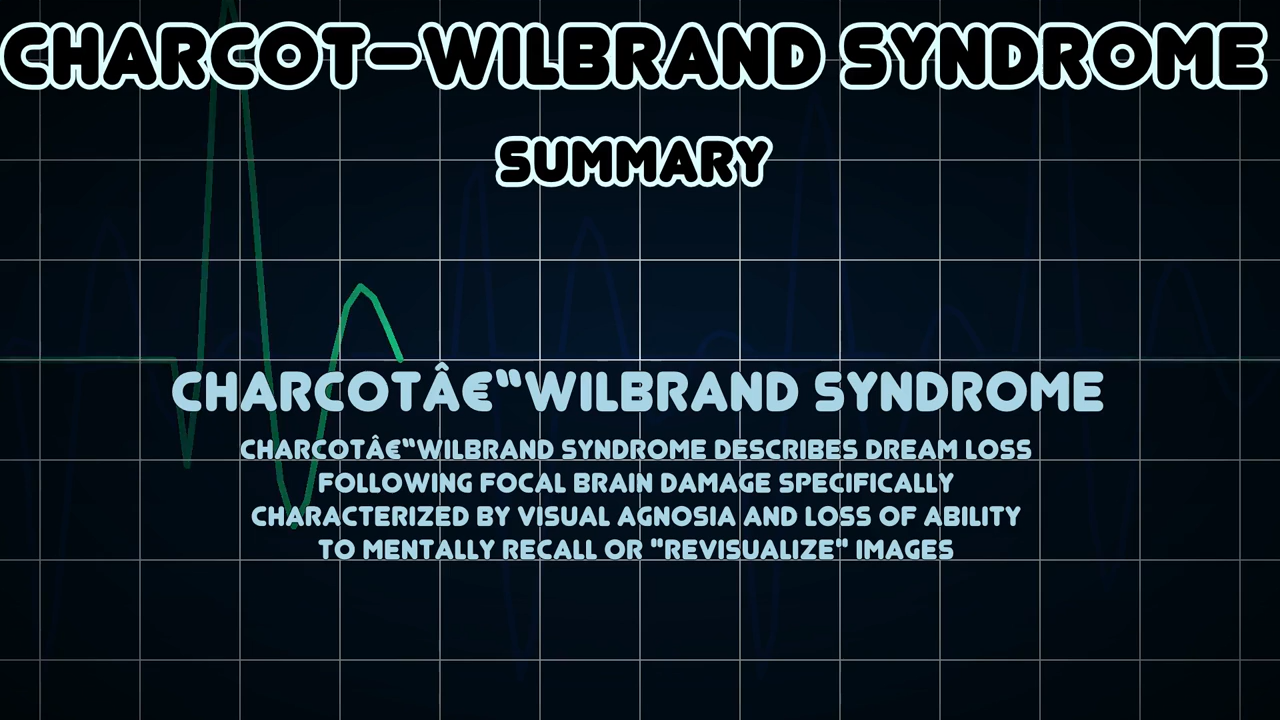 CHARCOT-WILBRAND SYNDROME
SUMMARY
CHARCOTÂ€“WILBRAND SYNDROME
CHARCOTÂ€“WILBRAND SYNDROME DESCRIBES DREAM LOSS
FOLLOWING FOCAL BRAIN DAMAGE SPECIFICALLY
CHARACTERIZED BY VISUAL AGNOSIA AND LOSS OF ABILITY
TO MENTALLY RECALL OR "REVISUALIZE" IMAGES